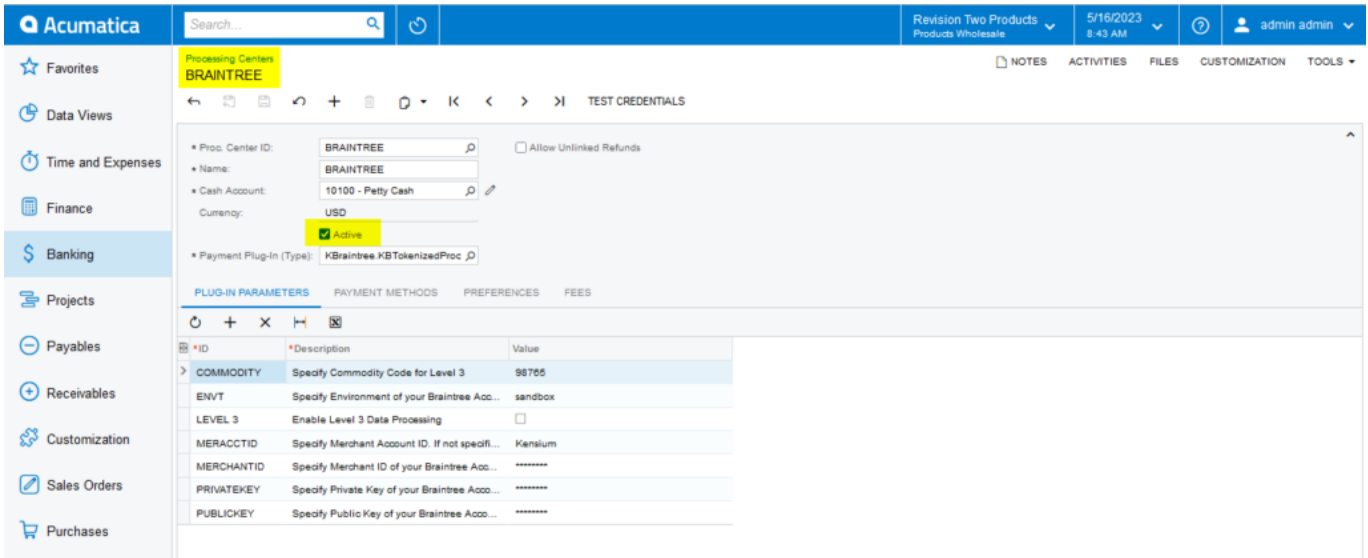 Acumatica
Search...
Revision Two Products
Products Wholesale
5/16/2023
8:43 AM
admin admin
Favorites
Data Views
Time and Expenses
Finance
Banking
Projects
Payables
Receivables
Customization
Sales Orders
Purchases
Processing Centers
BRAINTREE
NOTES ACTIVITIES FILES CUSTOMIZATION TOOLS
TEST CREDENTIALS
* Proc. Center ID: BRAINTREE Allow Unlinked Refunds
* Name: BRAINTREE
* Cash Account: 10100 - Petty Cash
Currency: USD
Active
* Payment Plug-In (Type): KBraintree.KBTokenizedProc
PLUG-IN PARAMETERS PAYMENT METHODS PREFERENCES FEES
*ID *Description Value
COMMODITY Specify Commodity Code for Level 3 98765
ENVT Specify Environment of your Braintree Acc... sandbox
LEVEL 3 Enable Level 3 Data Processing
MERACCTID Specify Merchant Account ID. If not specifi... Kensium
MERCHANTID Specify Merchant ID of your Braintree Acc... ********
PRIVATEKEY Specify Private Key of your Braintree Acco... ********
PUBLICKEY Specify Public Key of your Braintree Acco... ********